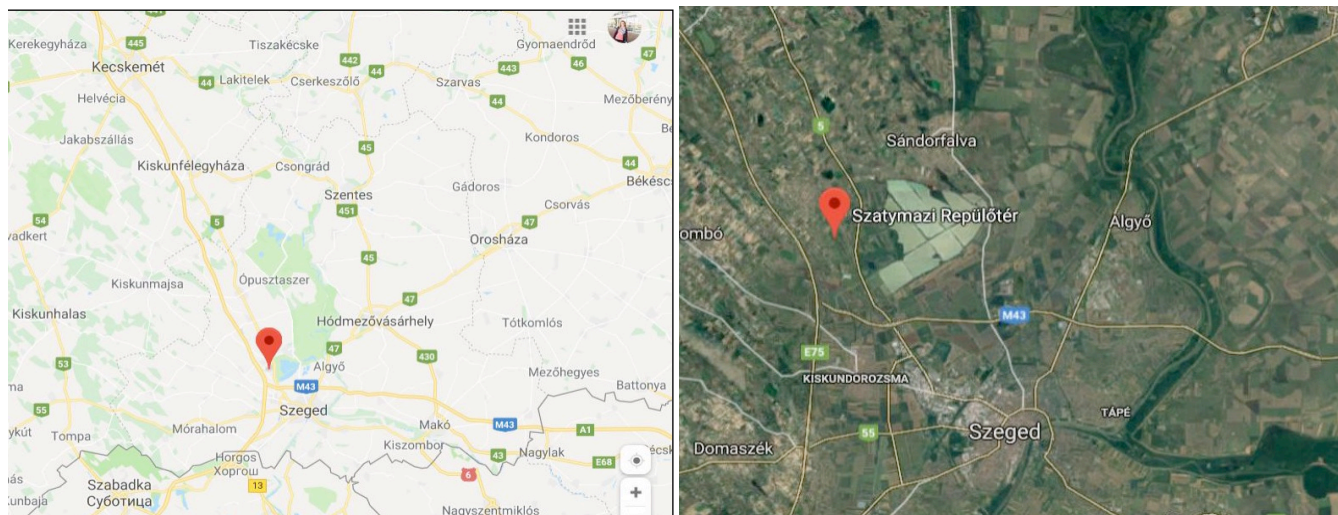 441
Kerekegyháza
445
Tiszakécske
Gyomaendrőd
47
Kecskemét
442
443
46
44
44
Lakitelek
Cserkeszőlő
Szarvas
Helvécia
44
Mezőberény
45
Jakabszállás
Kondoros
Kiskunfélegyháza
Csongrád
44
Szentes
Gádoros
Békésc
Csorvás
54
451
5
47
vadkert
Orosháza
45
Ópusztaszer
Kiskunmajsa
47
Kiskunhalas
Hódmezővásárhely
Tótkomlós
47
430
53
Algyő
Mezőhegyes
ma
M43
Battonya
55
Szeged
Mórahalom
Makó
M43
A1
ykút
Tompa
Kiszombor
Nagylak
43
Horgos
Хоргош
E68
6
Szabadka
Суботица
13
Nagyszentmiklós
5
Sándorfalva
Szatymazi Repülőtér
Algyő
ombó
M43
E75
KISKUNDOROZSMA
TÁPÉ
55
Szeged
Domaszék